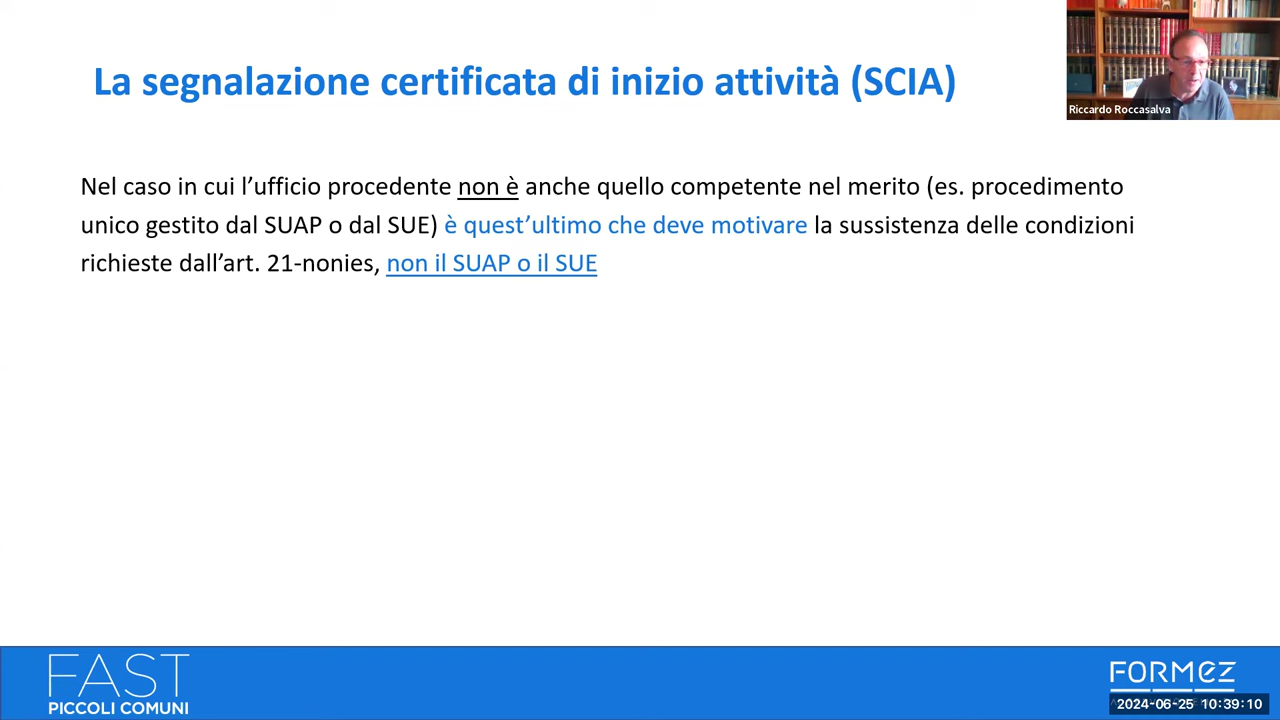 La segnalazione certificata di inizio attività (SCIA)
Riccardo Roccasalva
Nel caso in cui l’ufficio procedente non è anche quello competente nel merito (es. procedimento
unico gestito dal SUAP o dal SUE) è quest’ultimo che deve motivare la sussistenza delle condizioni
richieste dall’art. 21-nonies, non il SUAP o il SUE
FAST
PICCOLI COMUNI
FORMEZ
2024-06-25 10:39:10